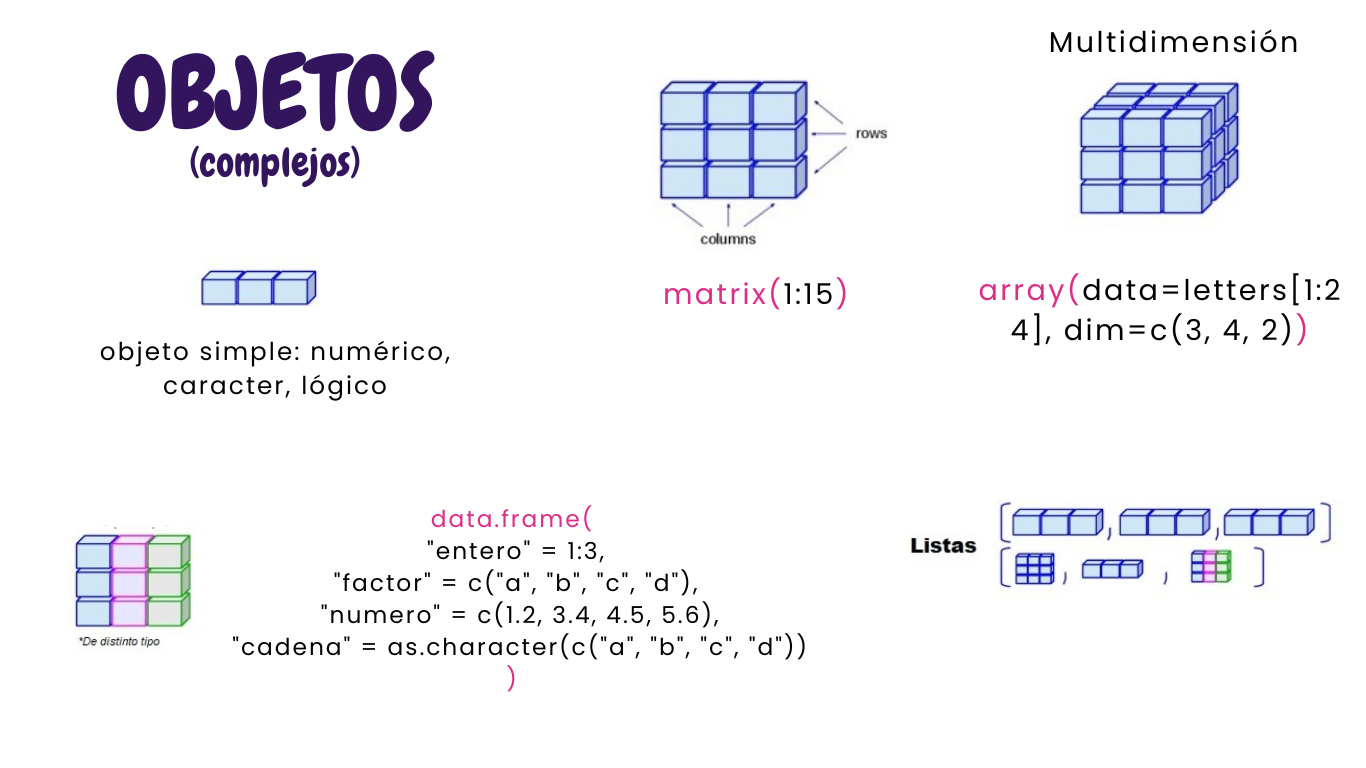 OBJETOS
(complejos)
objeto simple: numérico,
caracter, lógico
rows
columns
matrix(1:15)
Multidimensión
array(data=letters[1:2
4], dim=c(3, 4, 2))
*De distinto tipo
data.frame(
"entero" = 1:3,
"factor" = c("a", "b", "c", "d"),
"numero" = c(1.2, 3.4, 4.5, 5.6),
"cadena" = as.character(c("a", "b", "c", "d"))
)
Listas